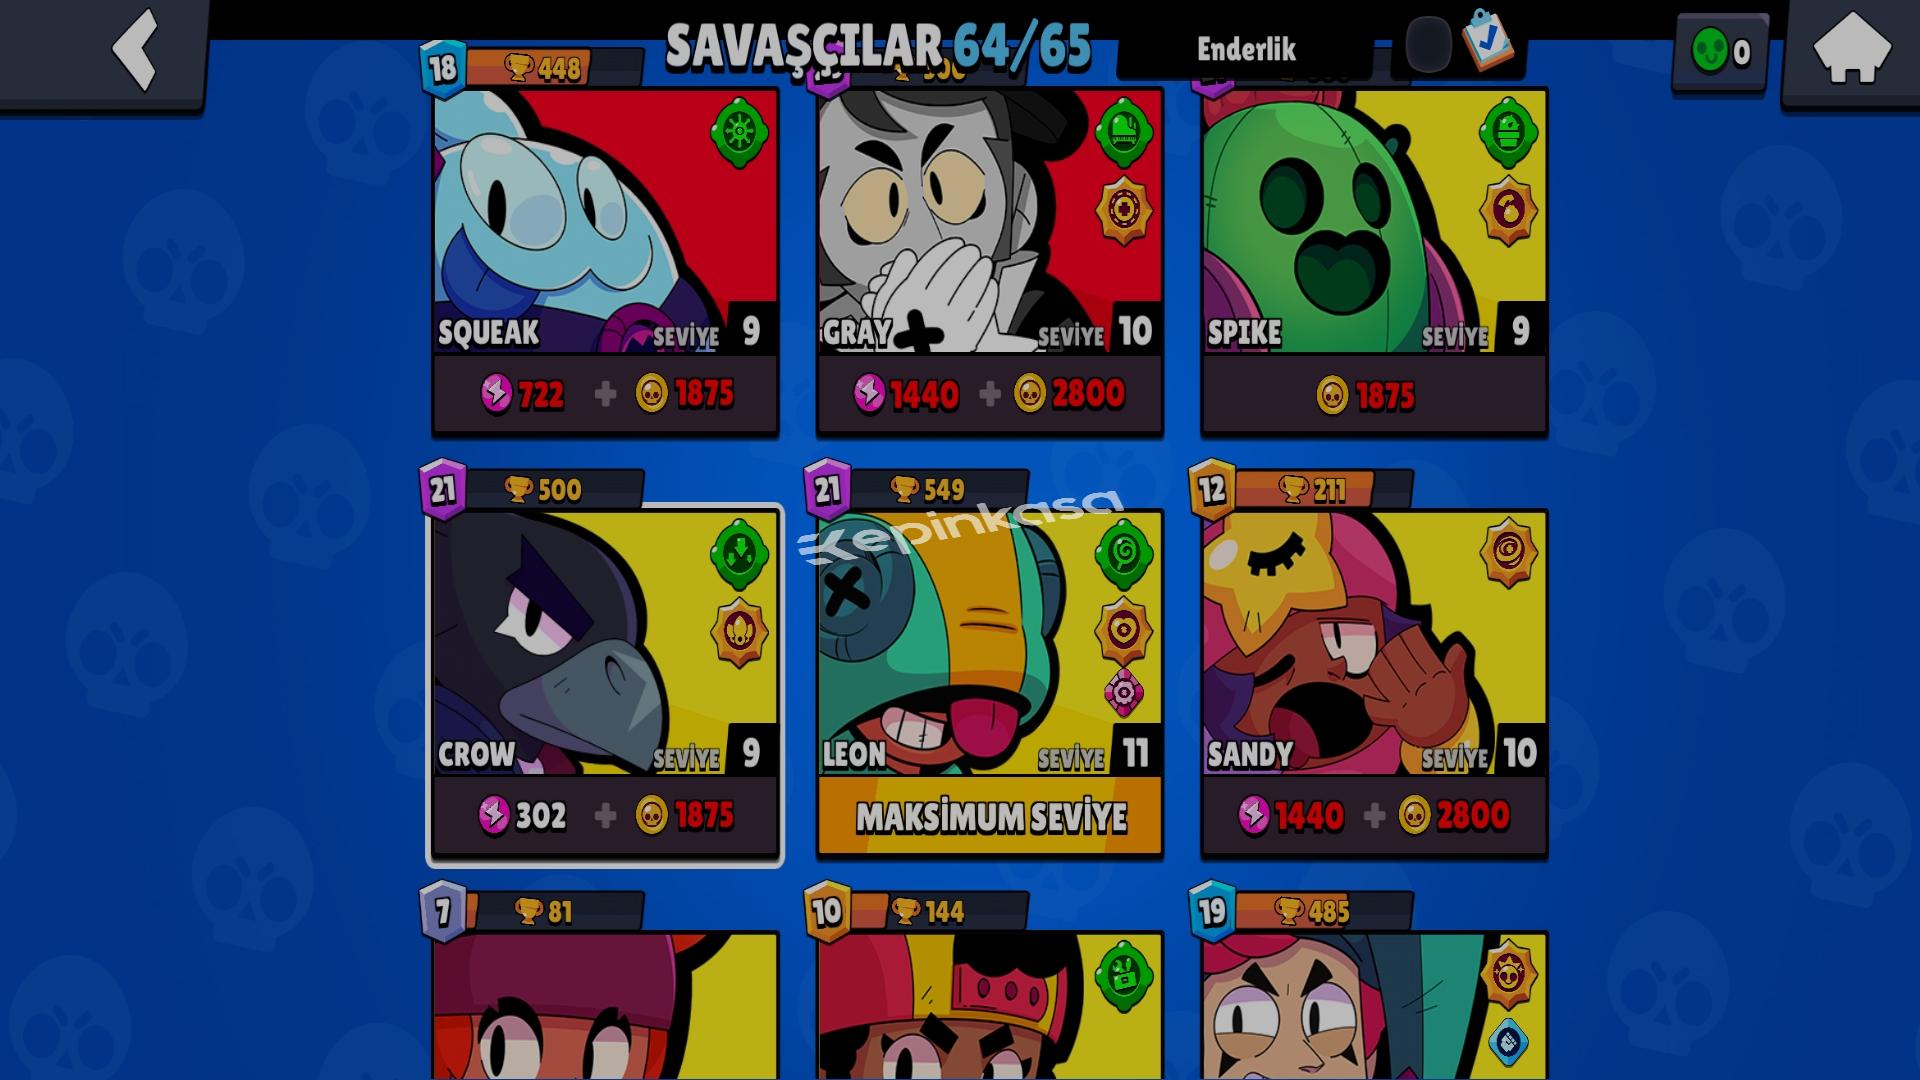 SAVAŞÇILAR 64/65
Enderlik
0
18 448
SQUEAK SEVİYE 9
722 + 1875
GRAY SEVİYE 10
1440 + 2800
SPIKE SEVİYE 9
1875
21 500
CROW SEVİYE 9
302 + 1875
21 549
LEON SEVİYE 11
MAKSİMUM SEVİYE
epinkasa
12 211
SANDY SEVİYE 10
1440 + 2800
7 81
10 144
19 485